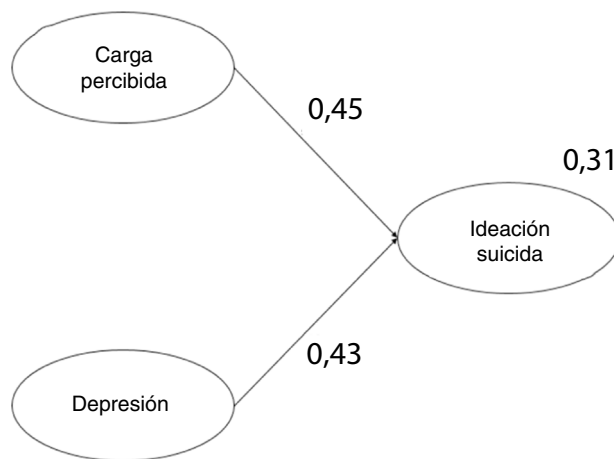 Carga
percibida
0,45
0,31
Ideación
suicida
0,43
Depresión